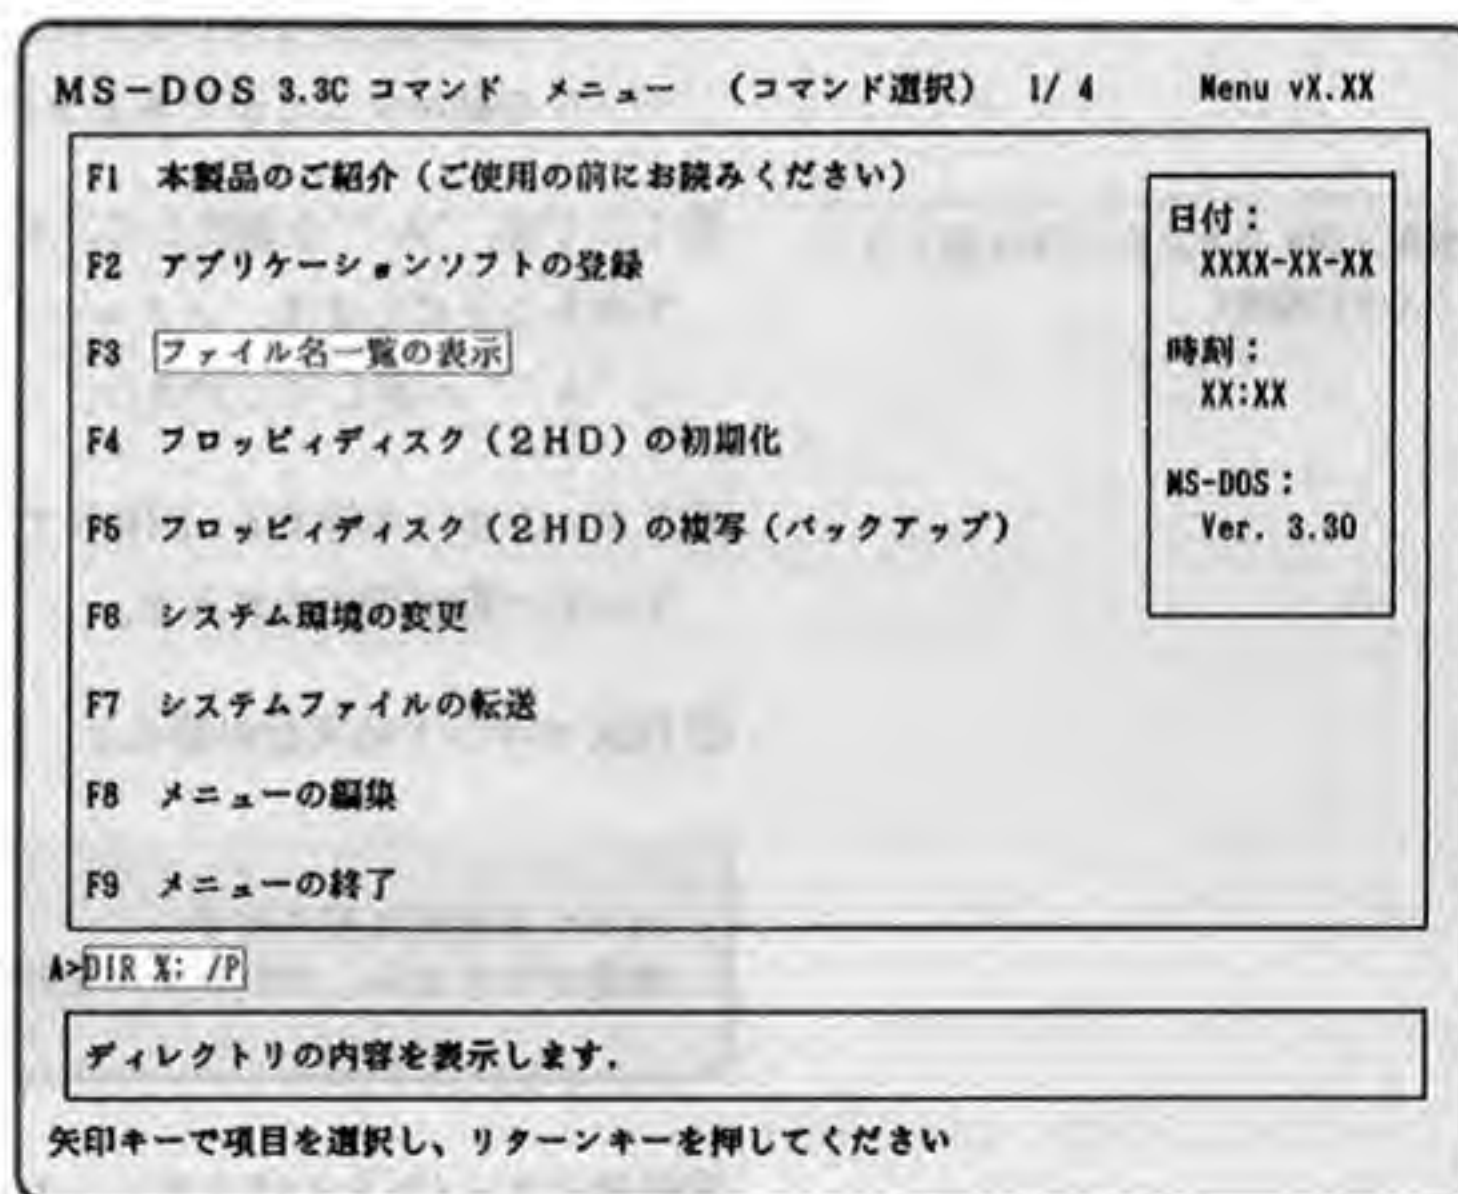 MS-DOS 3.3C コマンド メニュー (コマンド選択) 1/ 4 Menu vX.XX
F1 本製品のご紹介(ご使用の前にお読みください)
F2 アプリケーションソフトの登録
F3 ファイル名一覧の表示
F4 フロッピィディスク(2HD)の初期化
F5 フロッピィディスク(2HD)の複写(バックアップ)
F6 システム環境の変更
F7 システムファイルの転送
F8 メニューの編集
F9 メニューの終了
日付:
XXXX-XX-XX
時刻:
XX:XX
MS-DOS:
Ver. 3.30
A>DIR %: /P
ディレクトリの内容を表示します.
矢印キーで項目を選択し、リターンキーを押してください